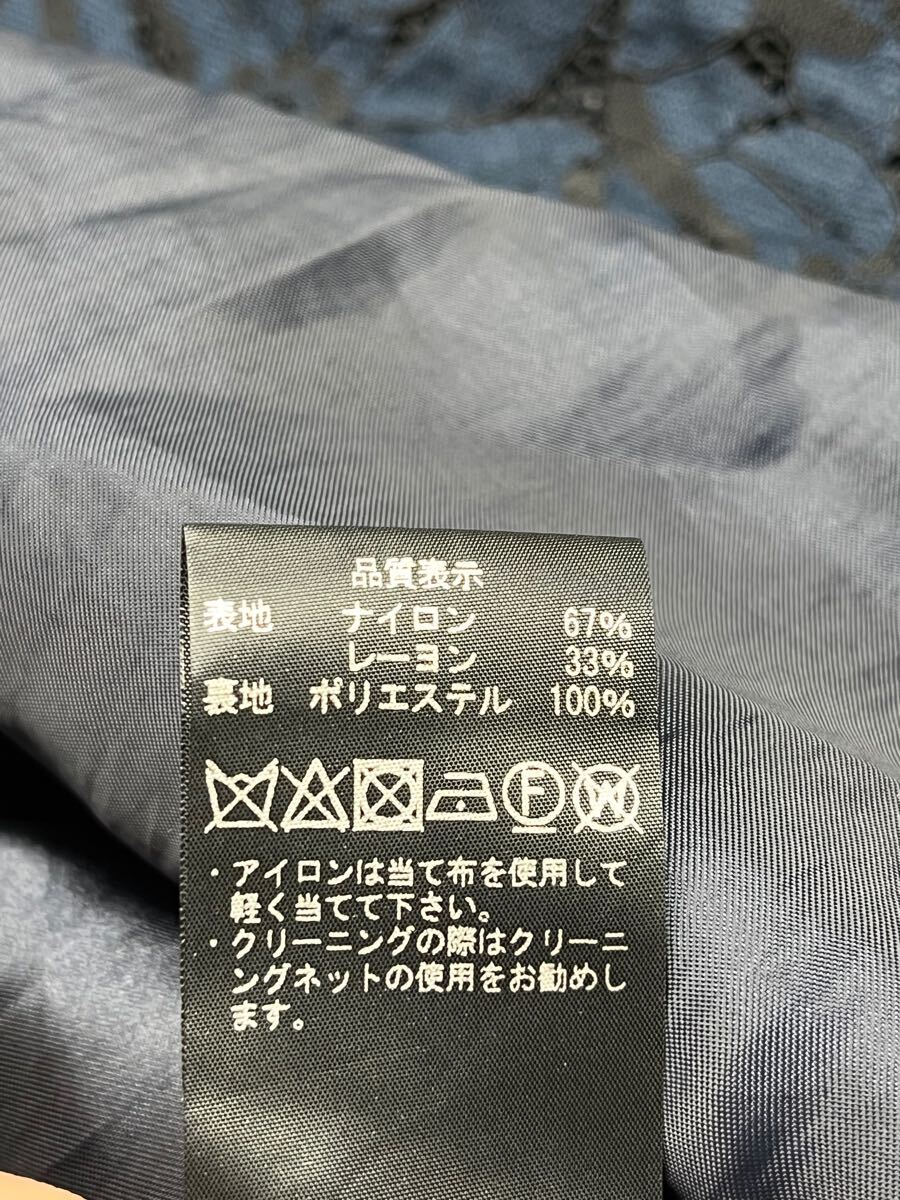 品質表示
表地 ナイロン 67%
レーヨン 33%
裏地 ポリエステル 100%
F W
・アイロンは当て布を使用して
軽く当てて下さい。
・クリーニングの際はクリーニ
ングネットの使用をお勧めし
ます。